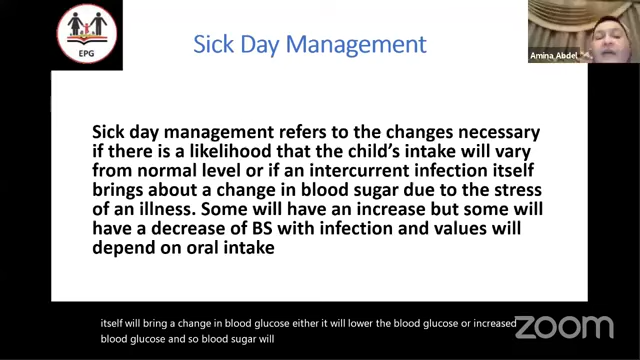 EPG
Sick Day Management
Amina_Abdel
Sick day management refers to the changes necessary
if there is a likelihood that the child's intake will vary
from normal level or if an intercurrent infection itself
brings about a change in blood sugar due to the stress
of an illness. Some will have an increase but some will
have a decrease of BS with infection and values will
depend on oral intake
itself will bring a change in blood glucose either it will lower the blood glucose or increased
blood glucose and so blood sugar will
zoom